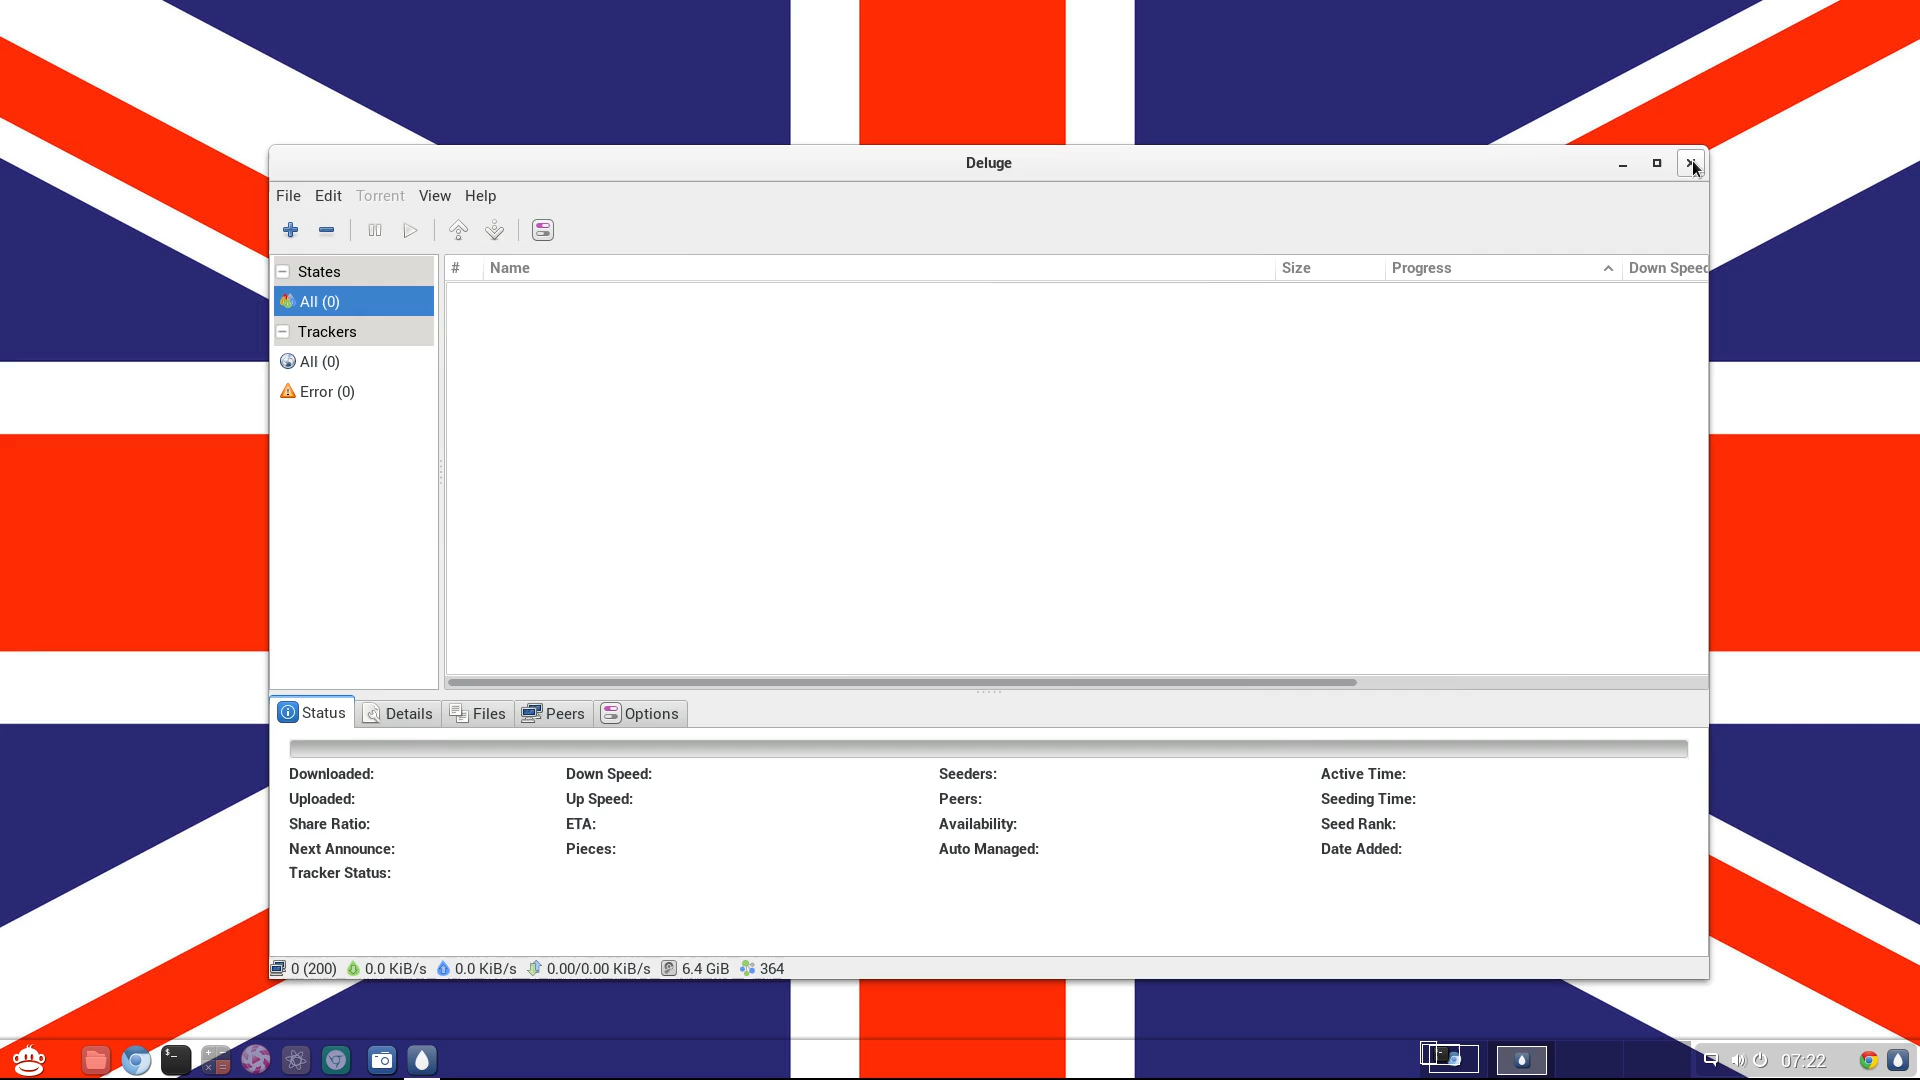 Deluge
File Edit Torrent View Help
States
All (0)
Trackers
All (0)
Error (0)
# Name Size Progress Down Speed
Status Details Files Peers Options
Downloaded: Down Speed: Seeders: Active Time:
Uploaded: Up Speed: Peers: Seeding Time:
Share Ratio: ETA: Availability: Seed Rank:
Next Announce: Pieces: Auto Managed: Date Added:
Tracker Status:
0 (200) 0.0 KiB/s 0.0 KiB/s 0.00/0.00 KiB/s 6.4 GiB 364
07:22